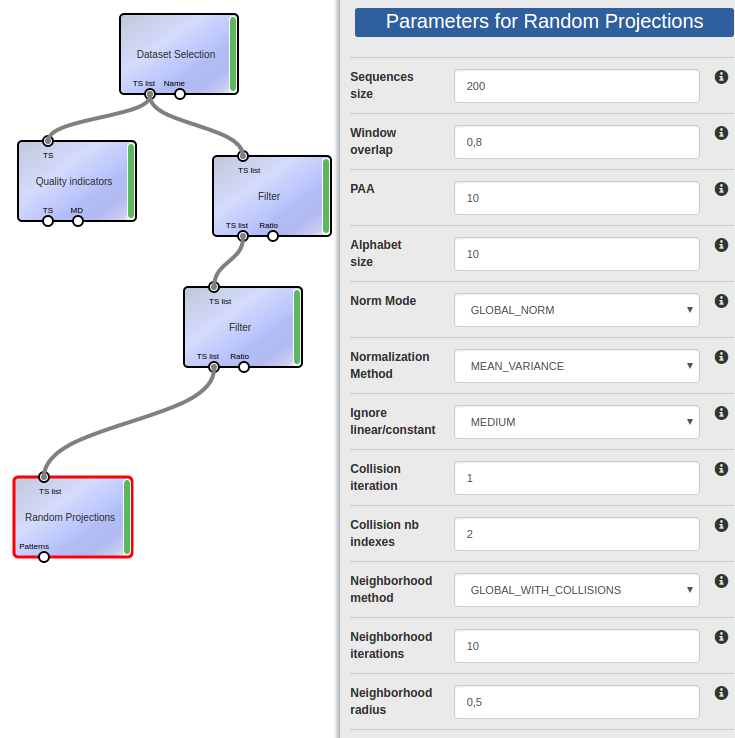 Dataset Selection
TS list Name
TS
Quality indicators
TS MD
TS list
Filter
TS list Ratio
TS list
Filter
TS list Ratio
TS list
Random Projections
Patterns
Parameters for Random Projections
Sequences
size
200
Window
overlap
0,8
PAA
10
Alphabet
size
10
Norm Mode
GLOBAL_NORM
Normalization
Method
MEAN_VARIANCE
Ignore
linear/constant
MEDIUM
Collision
iteration
1
Collision nb
indexes
2
Neighborhood
method
GLOBAL_WITH_COLLISIONS
Neighborhood
iterations
10
Neighborhood
radius
0,5